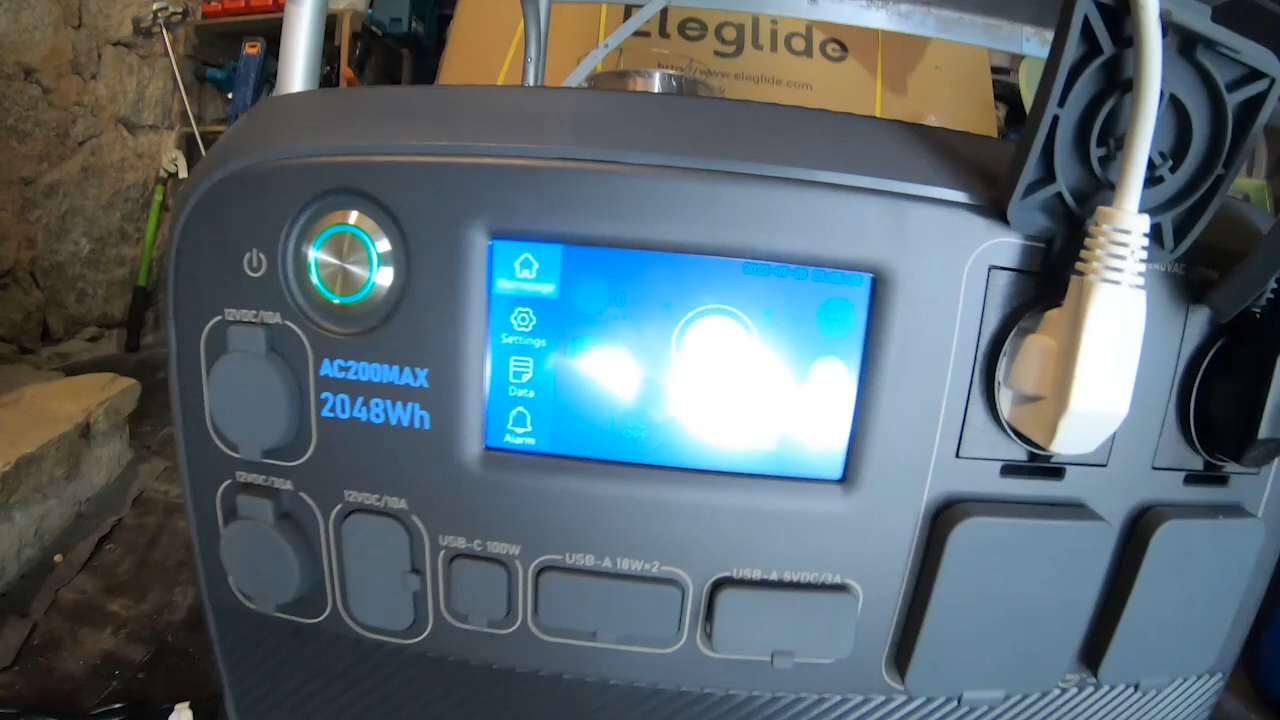 Eleglide
http://www.eleglide.com
12VDC/10A
AC200MAX
2048Wh
Settings
Data
Alarm
12VDC/30A
12VDC/10A
USB-C 100W
USB-A 18W×2
USB-A 5VDC/3A